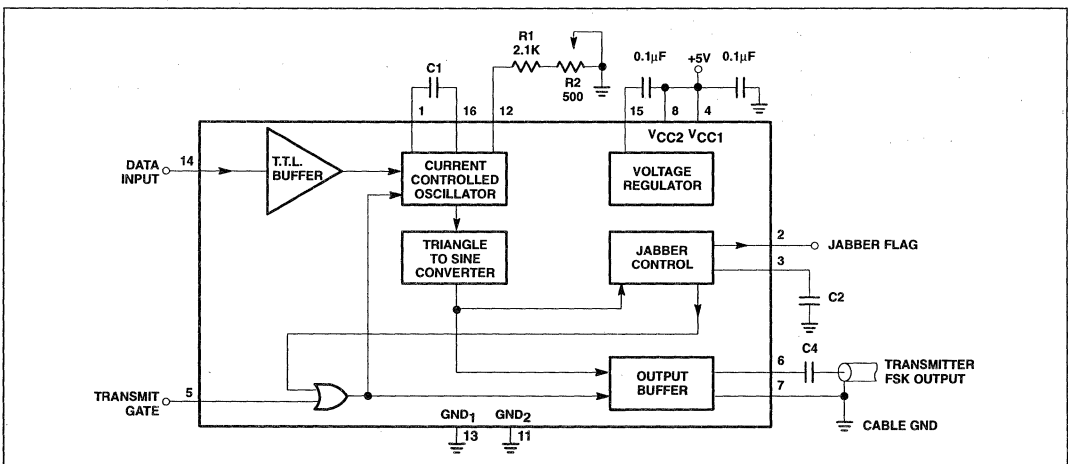 R1
2.1K
C1
R2
500
0.1μF
+5V
0.1μF
1
16
12
15
8
4
VCC2
VCC1
DATA
INPUT
14
T.T.L.
BUFFER
CURRENT
CONTROLLED
OSCILLATOR
VOLTAGE
REGULATOR
TRIANGLE
TO SINE
CONVERTER
JABBER
CONTROL
2
JABBER FLAG
3
C2
OUTPUT
BUFFER
6
C4
7
TRANSMITTER
FSK OUTPUT
CABLE GND
TRANSMIT
GATE
5
GND1
GND2
13
11